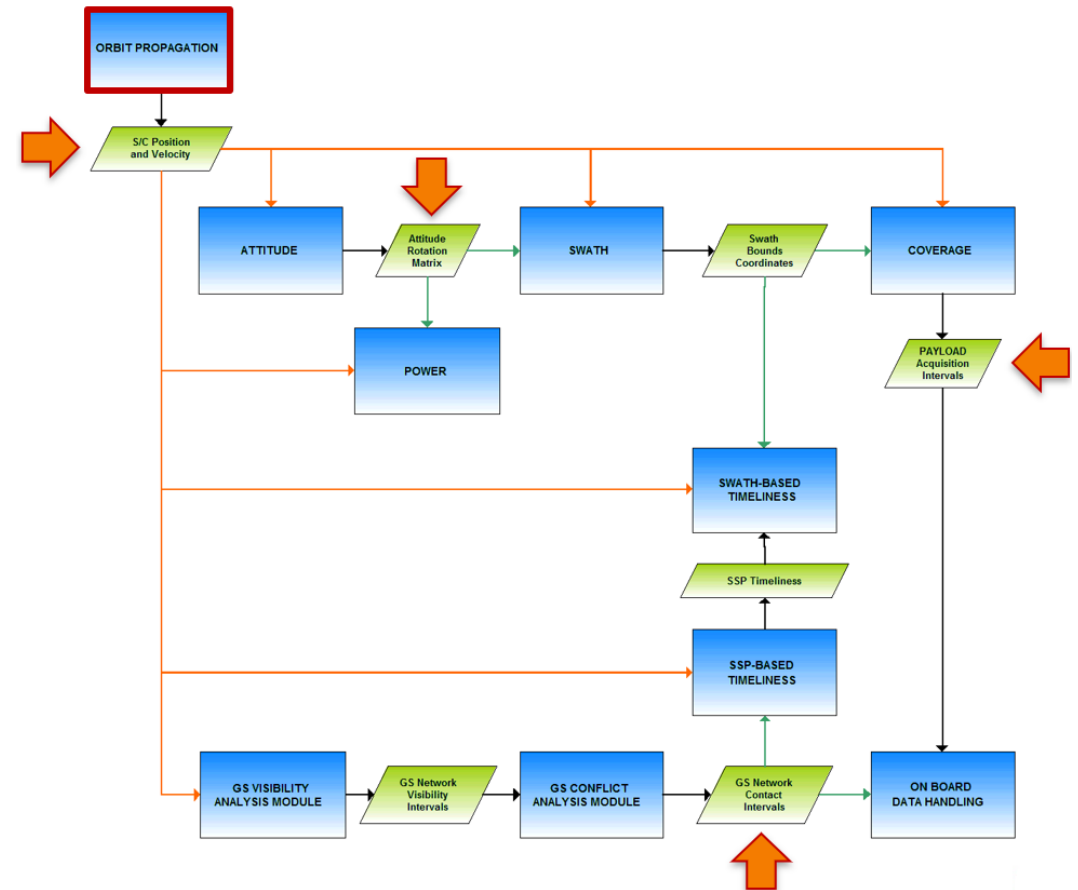 ORBIT PROPAGATION
S/C Position
and Velocity
ATTITUDE
Attitude
Rotation
Matrix
SWATH
Swath
Bounds
Coordinates
COVERAGE
POWER
PAYLOAD
Acquisition
Intervals
SWATH-BASED
TIMELINESS
SSP Timeliness
SSP-BASED
TIMELINESS
GS VISIBILITY
ANALYSIS MODULE
GS Network
Visibility
Intervals
GS CONFLICT
ANALYSIS MODULE
GS Network
Contact
Intervals
ON BOARD
DATA HANDLING